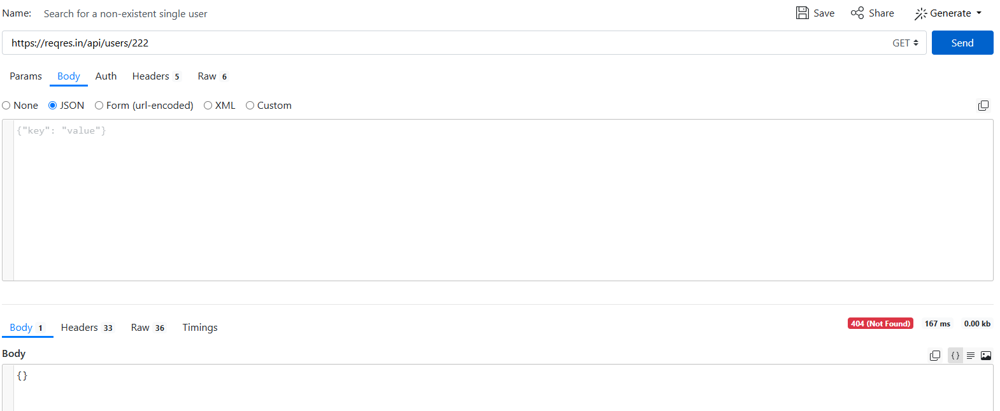 Name: Search for a non-existent single user Save Share Generate
https://reqres.in/api/users/222 GET Send
Params Body Auth Headers 5 Raw 6
None JSON Form (url-encoded) XML Custom
{"key": "value"}
Body 1 Headers 33 Raw 36 Timings 404 (Not Found) 167 ms 0.00 kb
Body {}
{}